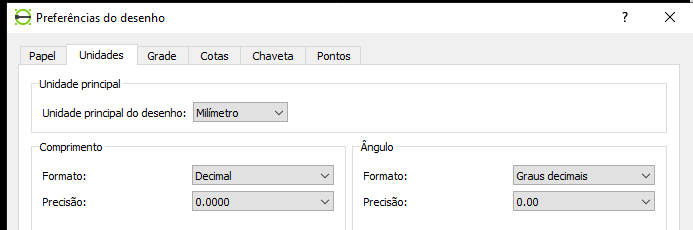 Preferências do desenho ? ×
Papel Unidades Grade Cotas Chaveta Pontos
Unidade principal
Unidade principal do desenho: Milímetro
Comprimento
Formato: Decimal
Precisão: 0.0000
Ângulo
Formato: Graus decimais
Precisão: 0.00